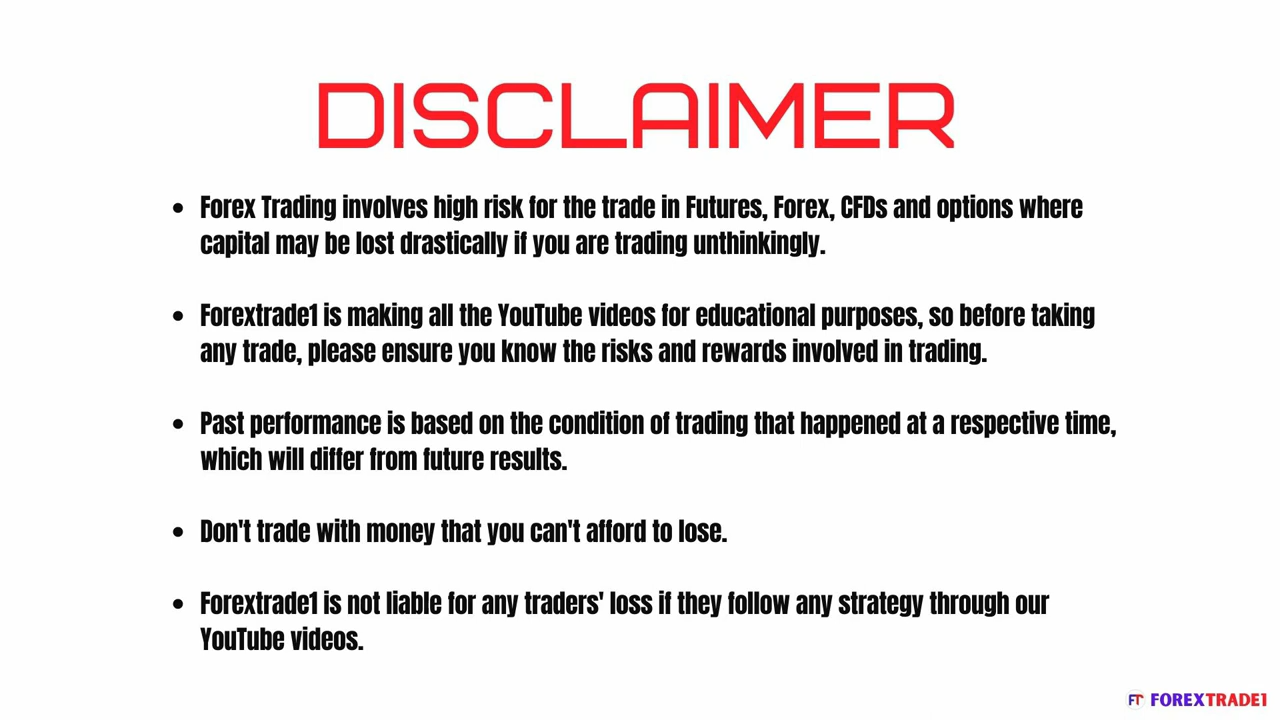 DISCLAIMER
• Forex Trading involves high risk for the trade in Futures, Forex, CFDs and options where
capital may be lost drastically if you are trading unthinkingly.
• Forextrade1 is making all the YouTube videos for educational purposes, so before taking
any trade, please ensure you know the risks and rewards involved in trading.
• Past performance is based on the condition of trading that happened at a respective time,
which will differ from future results.
• Don't trade with money that you can't afford to lose.
• Forextrade1 is not liable for any traders' loss if they follow any strategy through our
YouTube videos.
FT FOREXTRADE1